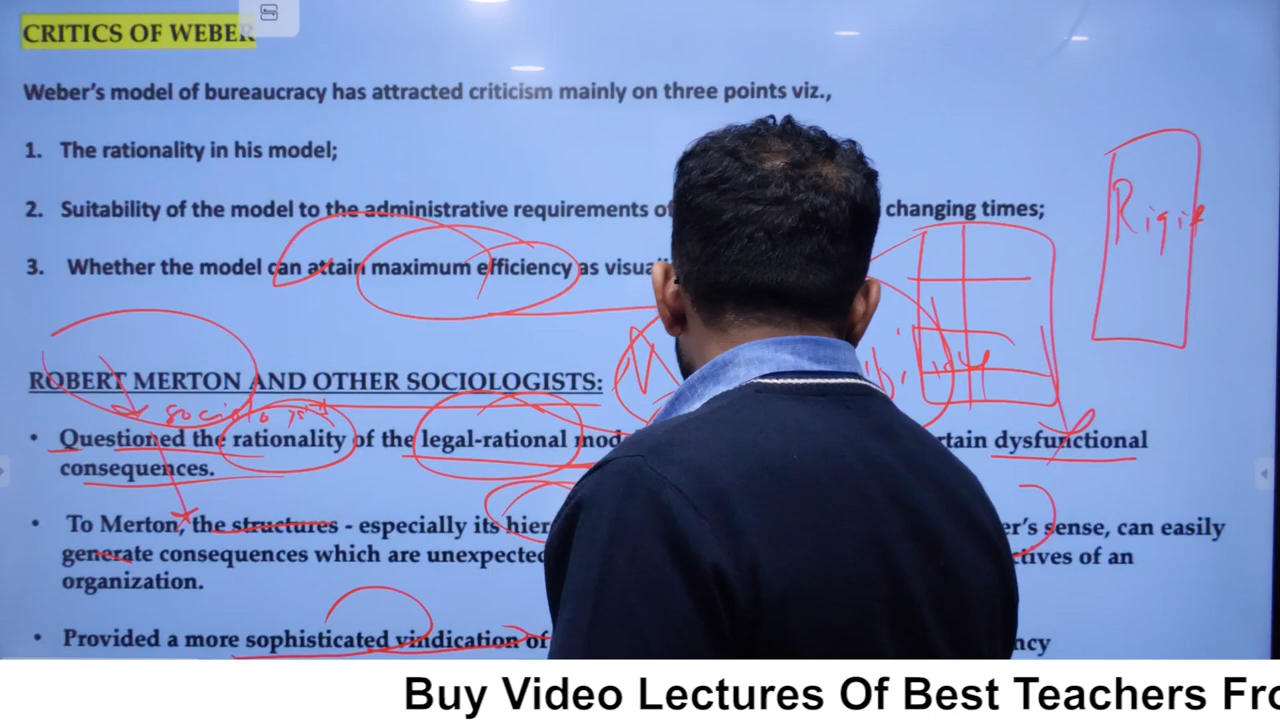 CRITICS OF WEBER
Weber's model of bureaucracy has attracted criticism mainly on three points viz.,
1. The rationality in his model;
2. Suitability of the model to the administrative requirements of changing times;
3. Whether the model can attain maximum efficiency as visua
ROBERT MERTON AND OTHER SOCIOLOGISTS:
• Questioned the rationality of the legal-rational mod tain dysfunctional
consequences.
• To Merton, the structures - especially its hier er's sense, can easily
generate consequences which are unexpected ctives of an
organization.
• Provided a more sophisticated vindication of ncy
Buy Video Lectures Of Best Teachers Fro